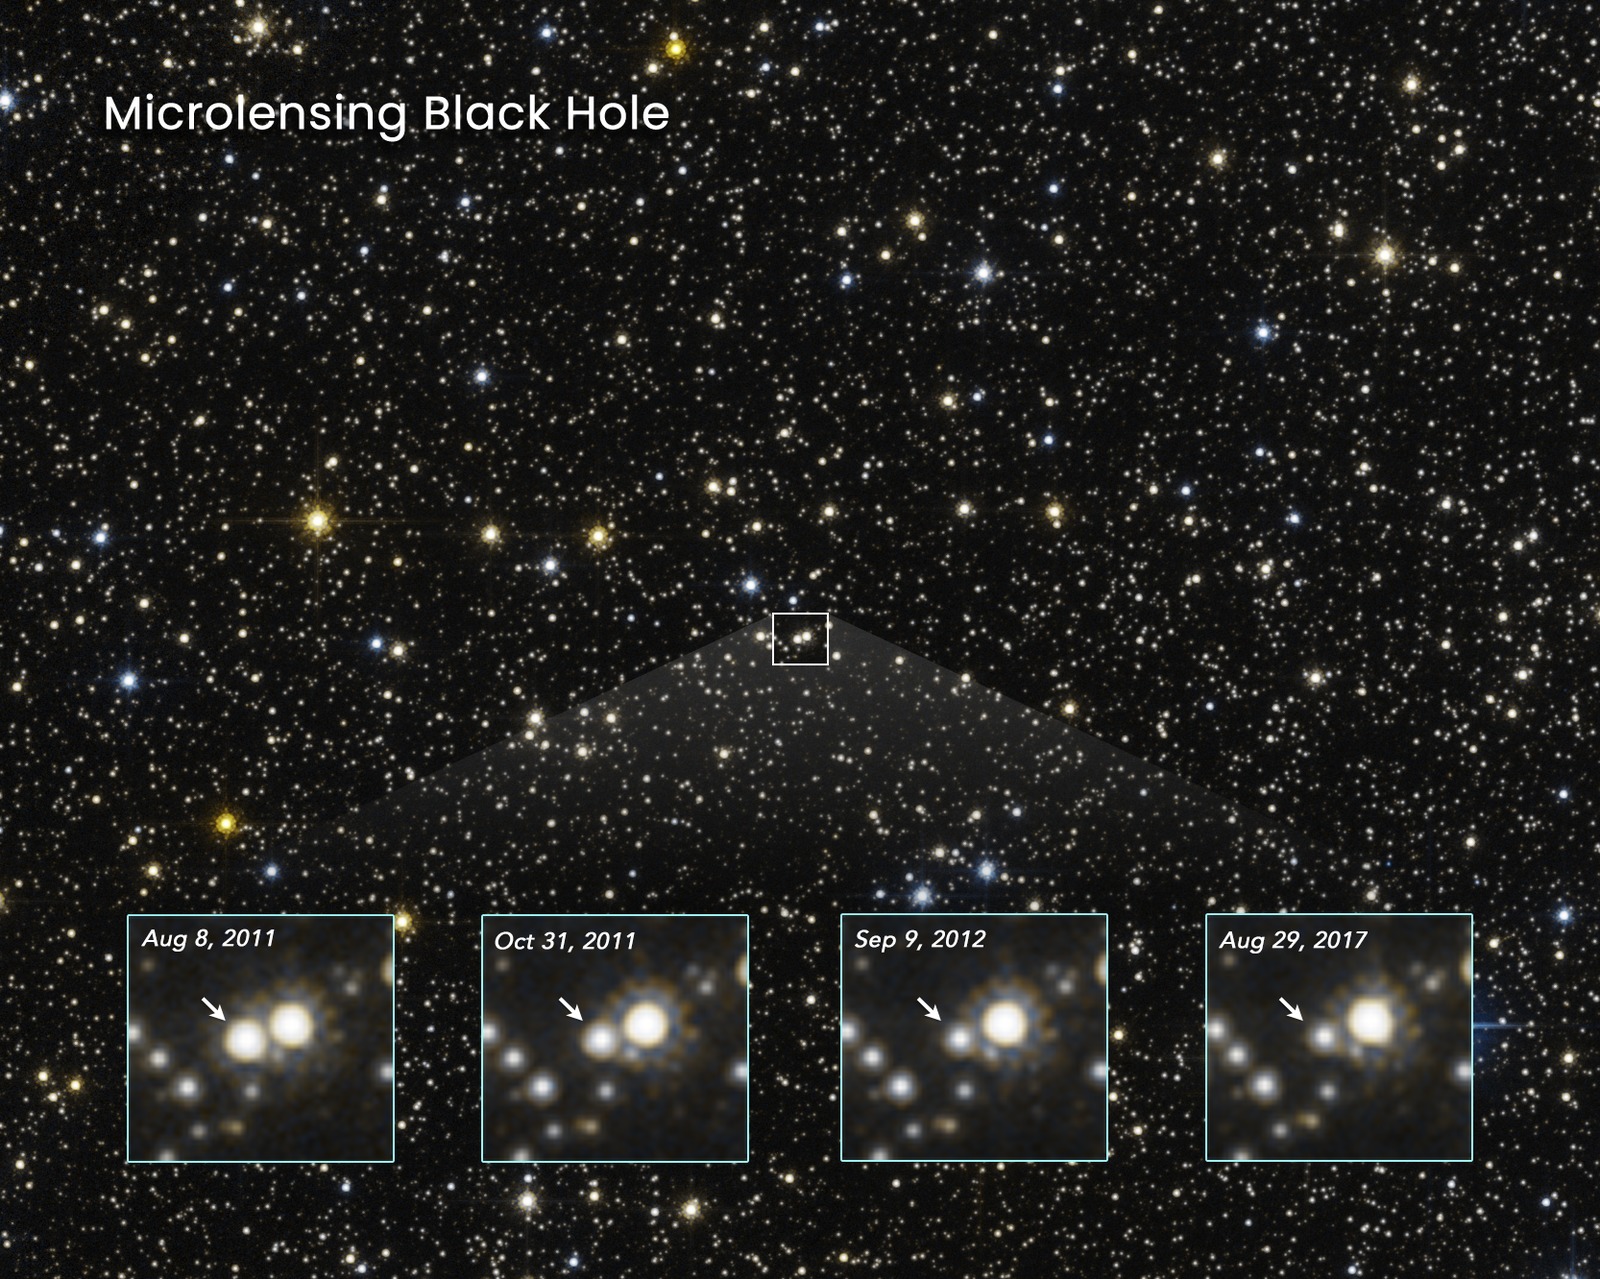 Microlensing Black Hole
Aug 8, 2011
Oct 31, 2011
Sep 9, 2012
Aug 29, 2017